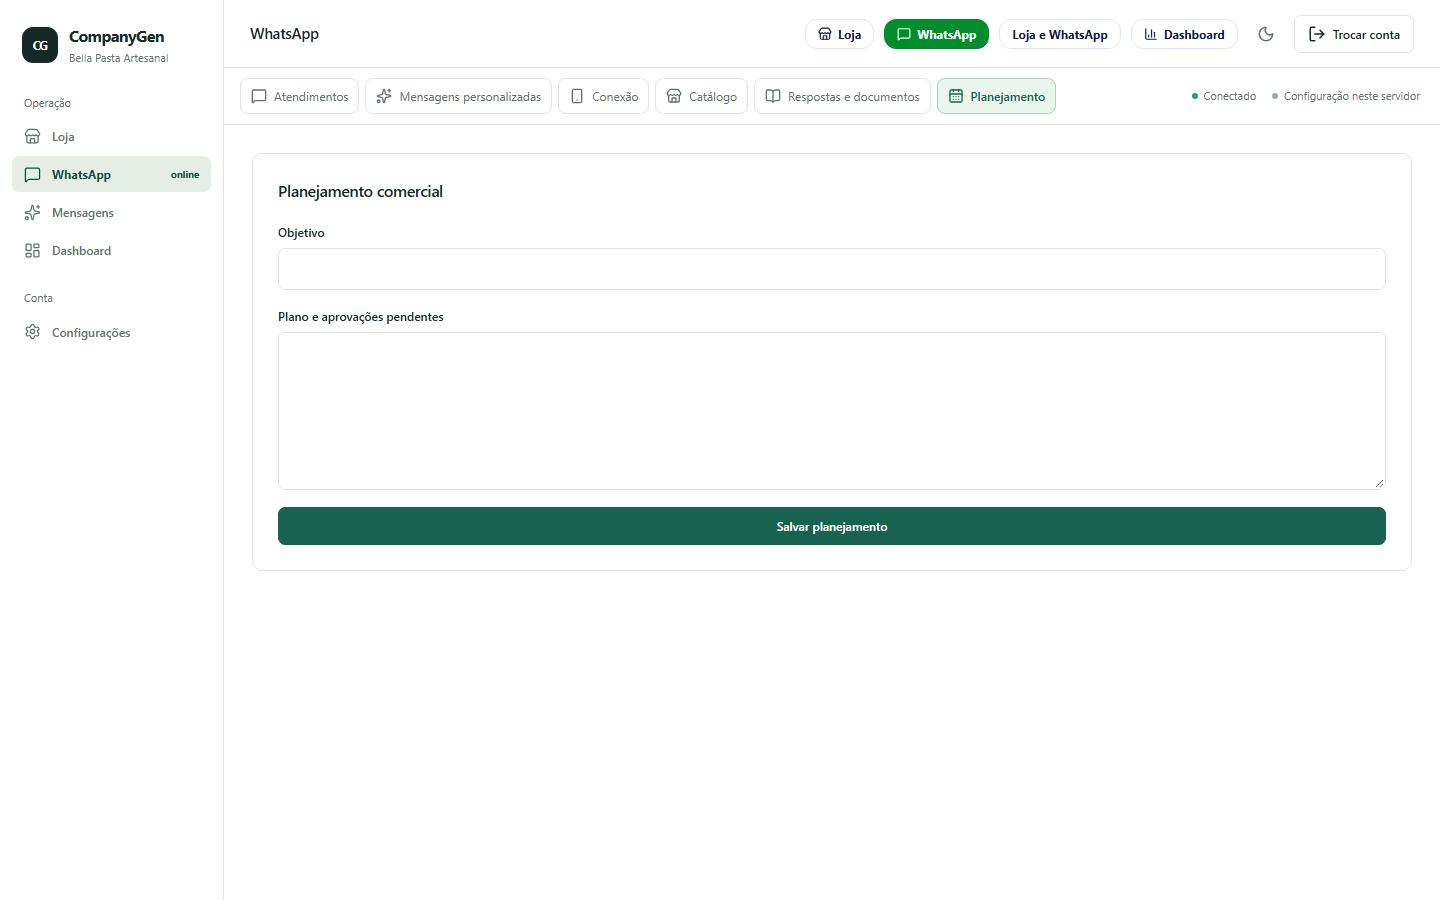 CG
CompanyGen
Bella Pasta Artesanal
WhatsApp
Loja
WhatsApp
Loja e WhatsApp
Dashboard
Trocar conta
Atendimentos
Mensagens personalizadas
Conexão
Catálogo
Respostas e documentos
Planejamento
Conectado
Configuração neste servidor
Operação
Loja
WhatsApp online
Mensagens
Dashboard
Conta
Configurações
Planejamento comercial
Objetivo
Plano e aprovações pendentes
Salvar planejamento